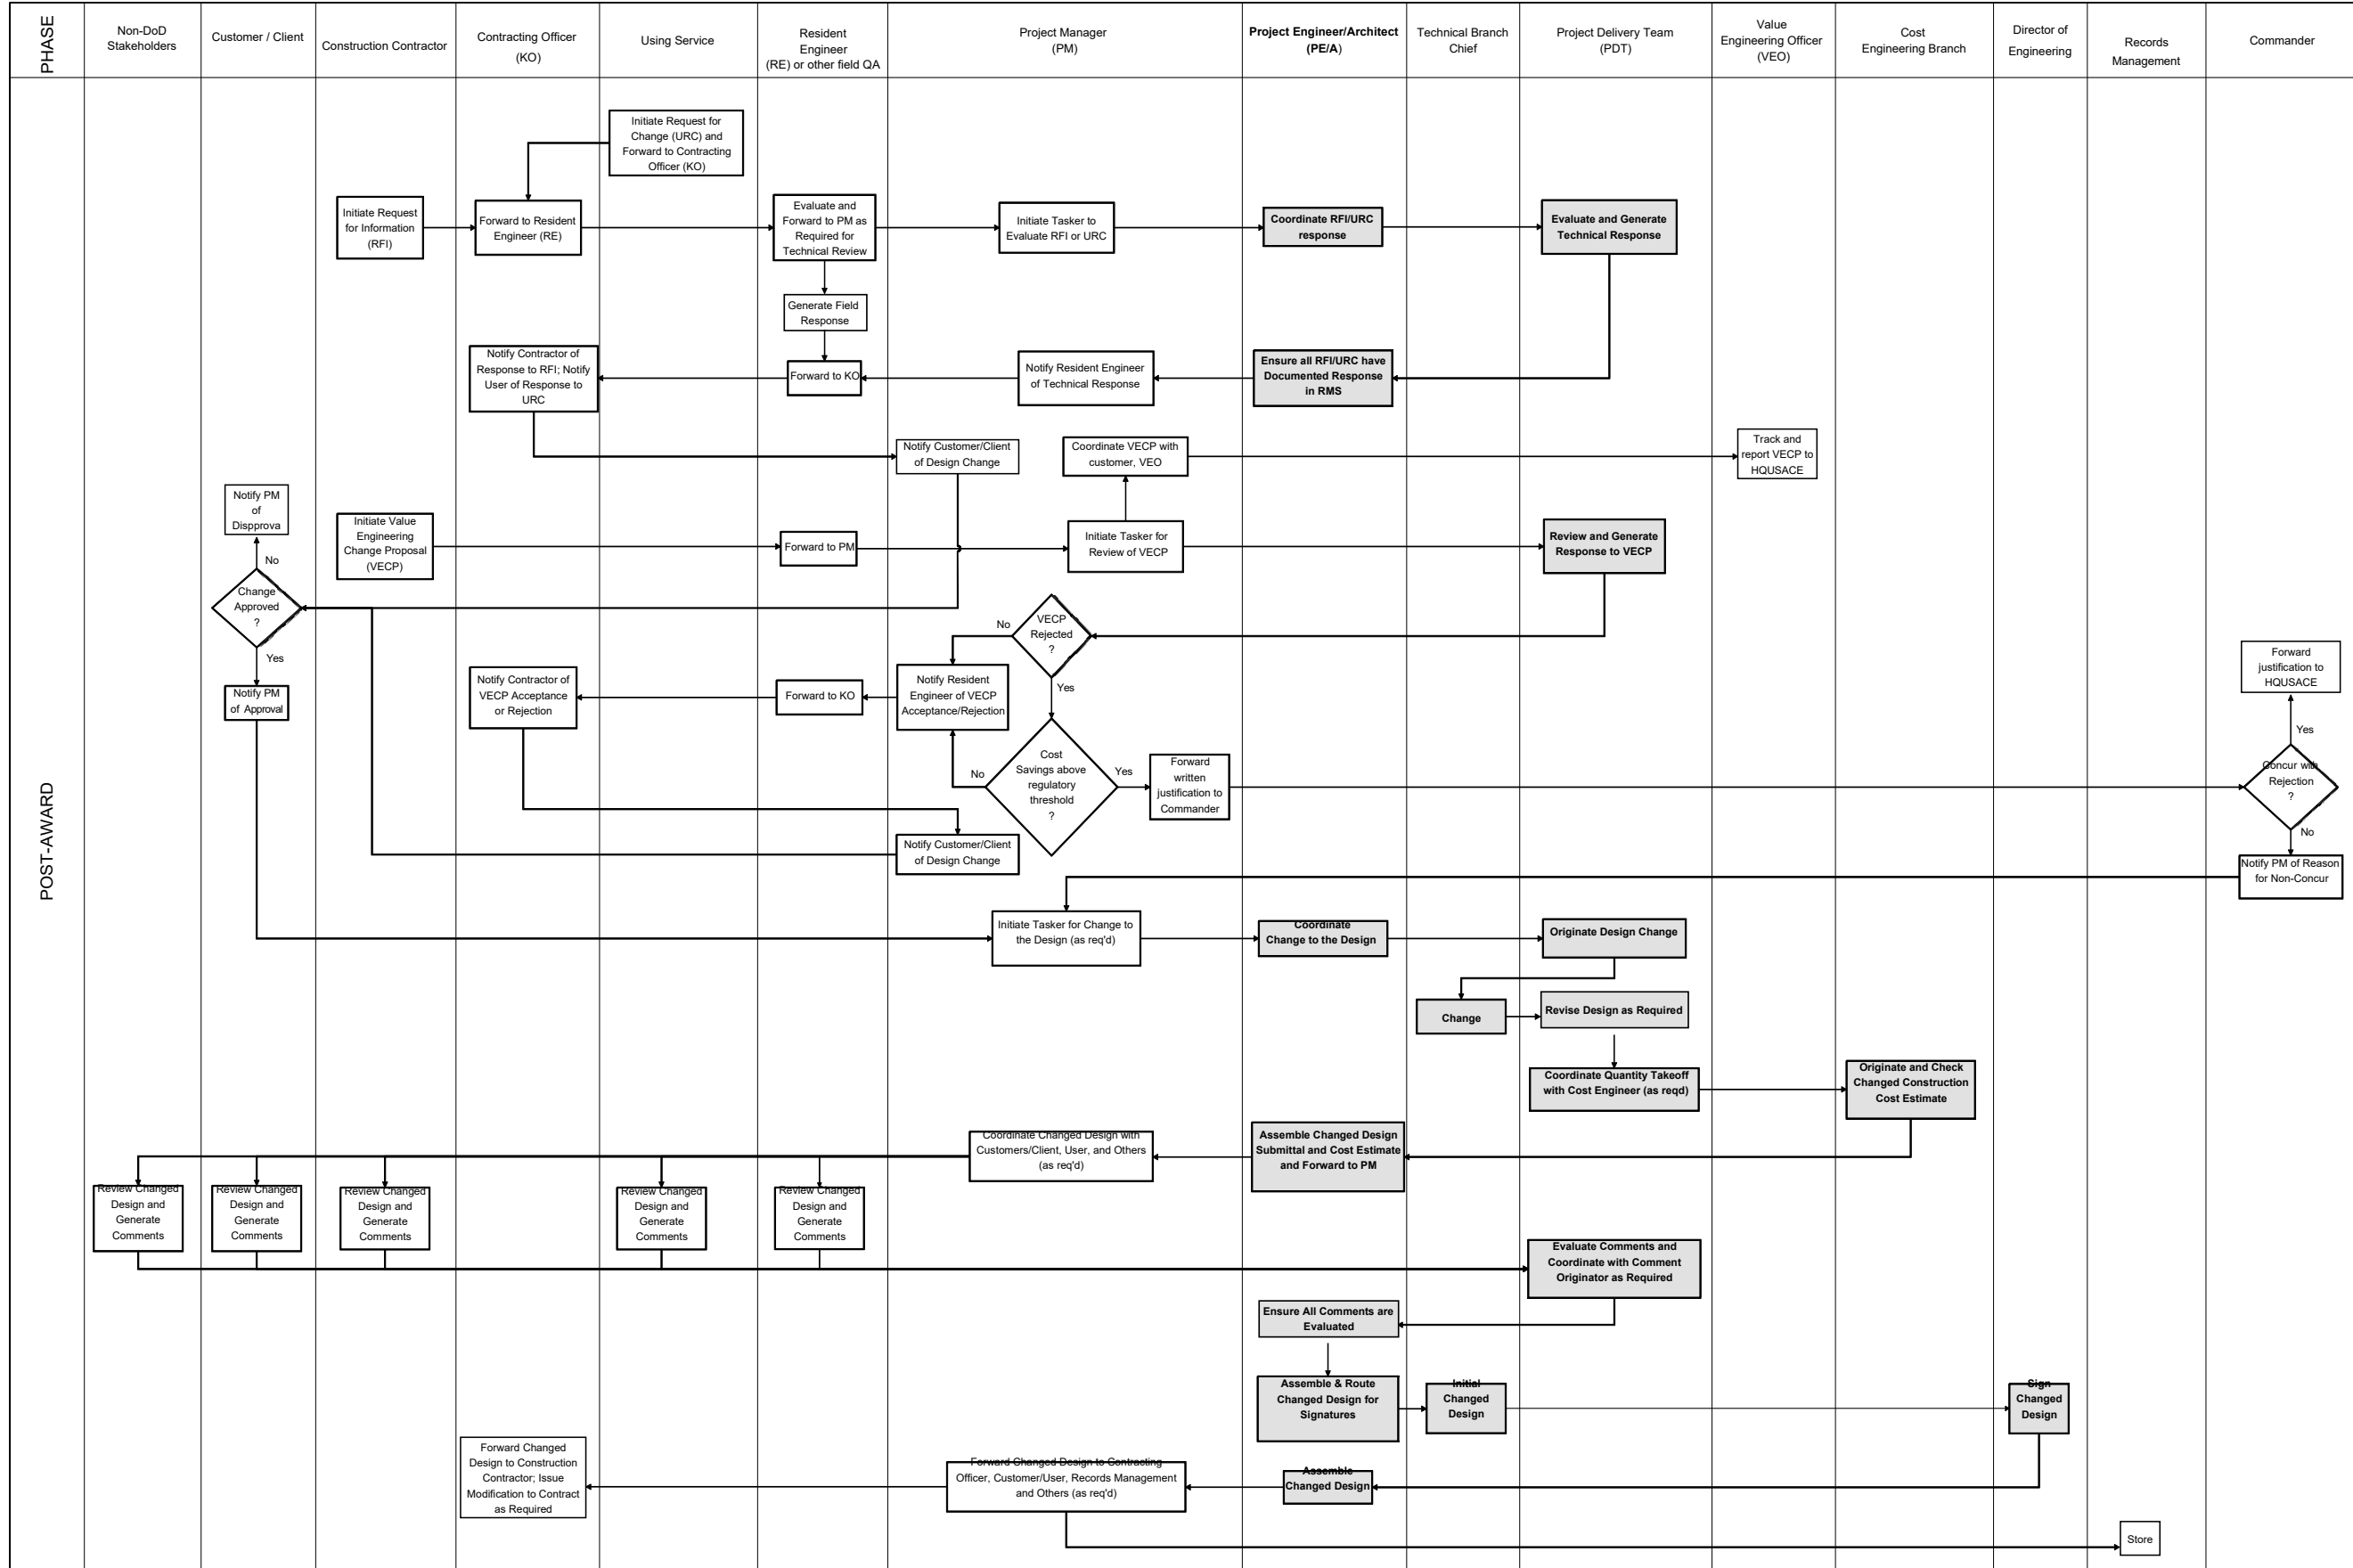 PHASE
Non-DoD
Stakeholders
Customer / Client
Construction Contractor
Contracting Officer
(KO)
Using Service
Resident
Engineer
(RE) or other field QA
Project Manager
(PM)
Project Engineer/Architect
(PE/A)
Technical Branch
Chief
Project Delivery Team
(PDT)
Value
Engineering Officer
(VEO)
Cost
Engineering Branch
Director of
Engineering
Records
Management
Commander
POST-AWARD
Initiate Request for
Change (URC) and
Forward to Contracting
Officer (KO)
Initiate Request
for Information
(RFI)
Forward to Resident
Engineer (RE)
Evaluate and
Forward to PM as
Required for
Technical Review
Initiate Tasker to
Evaluate RFI or URC
Coordinate RFI/URC
response
Evaluate and Generate
Technical Response
Generate Field
Response
Notify Contractor of
Response to RFI; Notify
User of Response to
URC
Forward to KO
Notify Resident Engineer
of Technical Response
Ensure all RFI/URC have
Documented Response
in RMS
Notify Customer/Client
of Design Change
Coordinate VECP with
customer, VEO
Track and
report VECP to
HQUSACE
Notify PM
of
Dispprova
No
Initiate Value
Engineering
Change Proposal
(VECP)
Forward to PM
Initiate Tasker for
Review of VECP
Review and Generate
Response to VECP
Change
Approved
?
Yes
No
VECP
Rejected
?
Yes
Notify PM
of Approval
Notify Contractor of
VECP Acceptance
or Rejection
Forward to KO
Notify Resident
Engineer of VECP
Acceptance/Rejection
Forward
justification to
HQUSACE
Yes
No
Cost
Savings above
regulatory
threshold
?
Yes
Forward
written
justification to
Commander
Concur with
Rejection
?
No
Notify Customer/Client
of Design Change
Notify PM of Reason
for Non-Concur
Initiate Tasker for Change to
the Design (as req'd)
Coordinate
Change to the Design
Originate Design Change
Change
Revise Design as Required
Coordinate Quantity Takeoff
with Cost Engineer (as reqd)
Originate and Check
Changed Construction
Cost Estimate
Coordinate Changed Design with
Customers/Client, User, and Others
(as req'd)
Assemble Changed Design
Submittal and Cost Estimate
and Forward to PM
Review Changed
Design and
Generate
Comments
Review Changed
Design and
Generate
Comments
Review Changed
Design and
Generate
Comments
Review Changed
Design and
Generate
Comments
Review Changed
Design and
Generate
Comments
Evaluate Comments and
Coordinate with Comment
Originator as Required
Ensure All Comments are
Evaluated
Assemble & Route
Changed Design for
Signatures
Initial
Changed
Design
Sign
Changed
Design
Forward Changed
Design to Construction
Contractor; Issue
Modification to Contract
as Required
Forward Changed Design to Contracting
Officer, Customer/User, Records Management
and Others (as req'd)
Assemble
Changed Design
Store